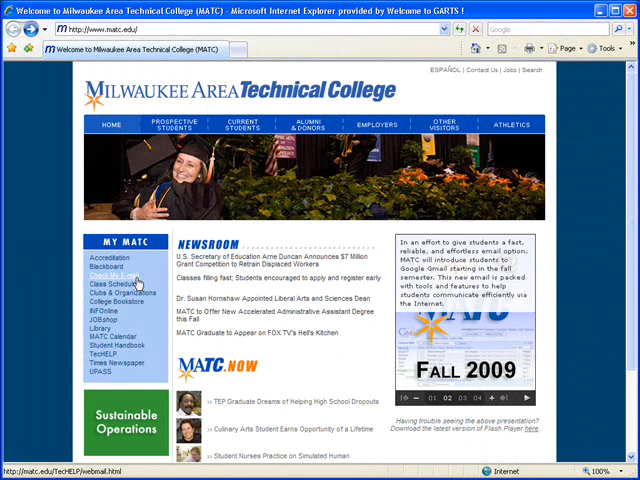 Welcome to Milwaukee Area Technical College (MATC) - Microsoft Internet Explorer provided by Welcome to GARTS !
http://www.matc.edu/
Welcome to Milwaukee Area Technical College (MATC)
Page
Tools
ESPAÑOL | Contact Us | Jobs | Search
MILWAUKEE AREA Technical College
HOME
PROSPECTIVE STUDENTS
CURRENT STUDENTS
ALUMNI & DONORS
EMPLOYERS
OTHER VISITORS
ATHLETICS
MY MATC
Accreditation
Blackboard
Check My E-mail
Class Schedules
Clubs & Organizations
College Bookstore
INFOnline
JOBshop
Library
MATC Calendar
Student Handbook
TecHELP
Times Newspaper
UPASS
Sustainable
Operations
NEWSROOM
U.S. Secretary of Education Arne Duncan Announces $7 Million
Grant Competition to Retrain Displaced Workers
Classes filling fast; Students encouraged to apply and register early
Dr. Susan Hornshaw Appointed Liberal Arts and Sciences Dean
MATC to Offer New Accelerated Administrative Assistant Degree
this Fall
MATC Graduate to Appear on FOX TV's Hell's Kitchen
MATC.NOW
›› TEP Graduate Dreams of Helping High School Dropouts
›› Culinary Arts Student Earns Opportunity of a Lifetime
›› Student Nurses Practice on Simulated Human
In an effort to give students a fast,
reliable, and effortless email option,
MATC will introduce students to
Google Gmail starting in the fall
semester. This new email is packed
with tools and features to help
students communicate efficiently via
the Internet.
FALL 2009
01 02 03 04
Having trouble seeing the above presentation?
Download the latest version of Flash Player here.
http://matc.edu/TecHELP/webmail.html
Internet
100%